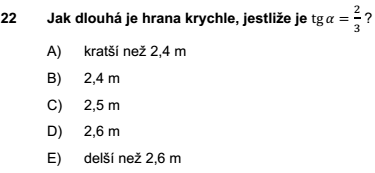 22 Jak dlouhá je hrana krychle, jestliže je tg α = 2/3 ?
A) kratší než 2,4 m
B) 2,4 m
C) 2,5 m
D) 2,6 m
E) delší než 2,6 m